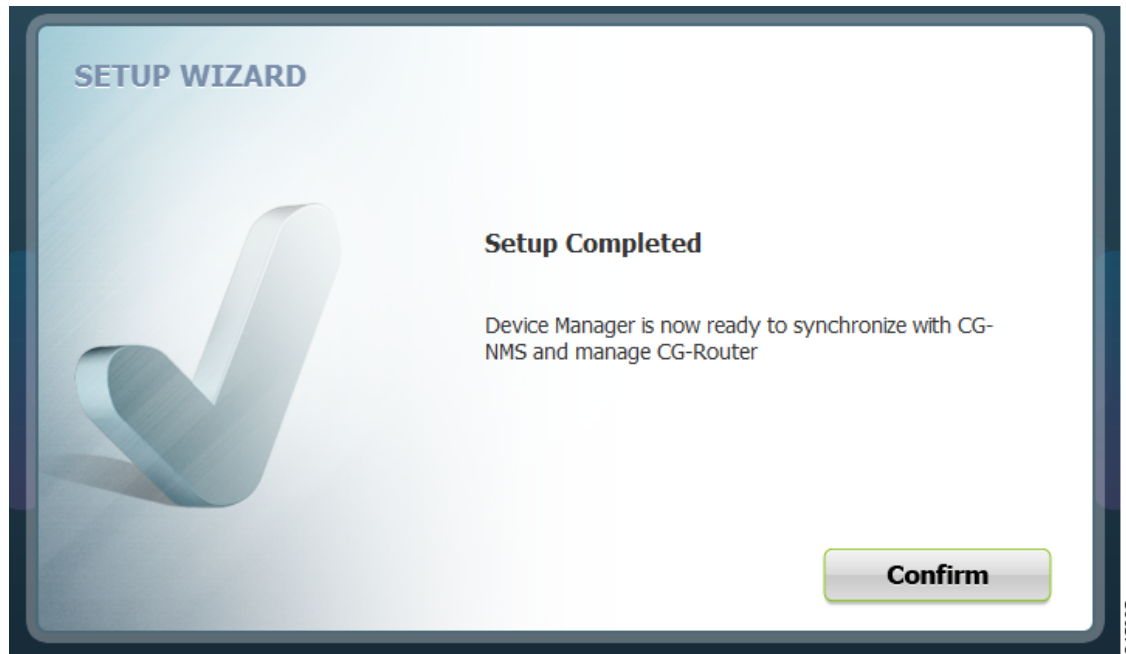 SETUP WIZARD
Setup Completed
Device Manager is now ready to synchronize with CG-
NMS and manage CG-Router
Confirm